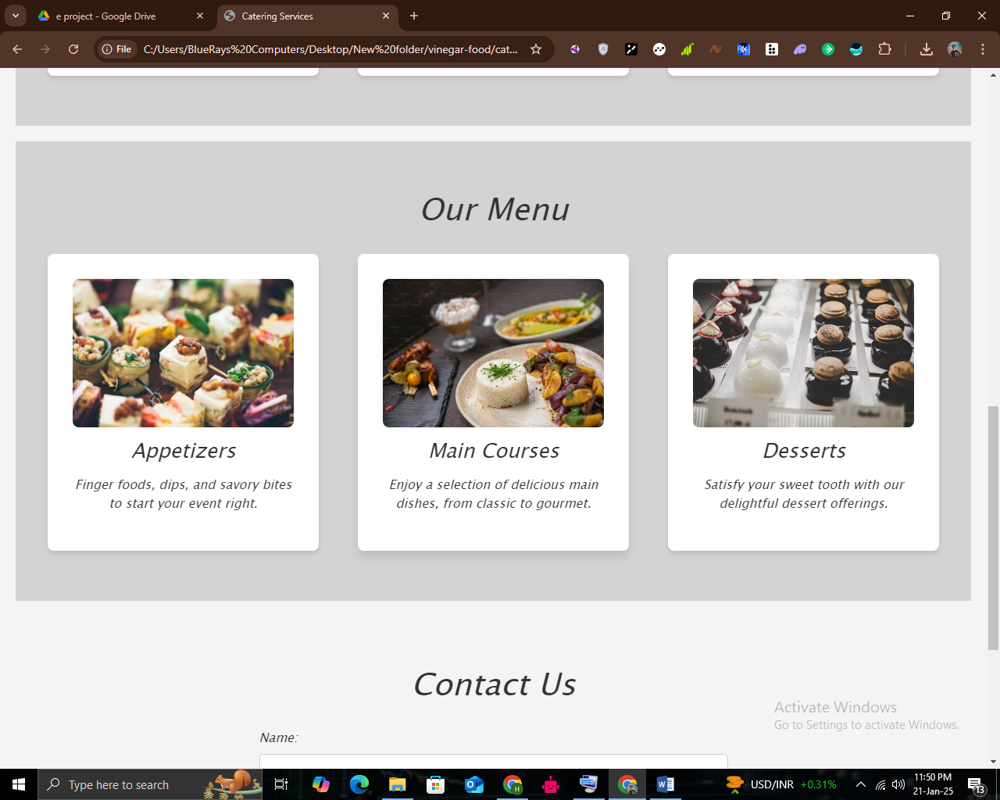 e project - Google Drive
Catering Services
File
C:/Users/BlueRays%20Computers/Desktop/New%20folder/vinegar-food/cat...
Our Menu
Appetizers
Finger foods, dips, and savory bites
to start your event right.
Main Courses
Enjoy a selection of delicious main
dishes, from classic to gourmet.
Desserts
Satisfy your sweet tooth with our
delightful dessert offerings.
Contact Us
Name:
Activate Windows
Go to Settings to activate Windows.
Type here to search
H
USD/INR +0.31%
11:50 PM
21-Jan-25
13